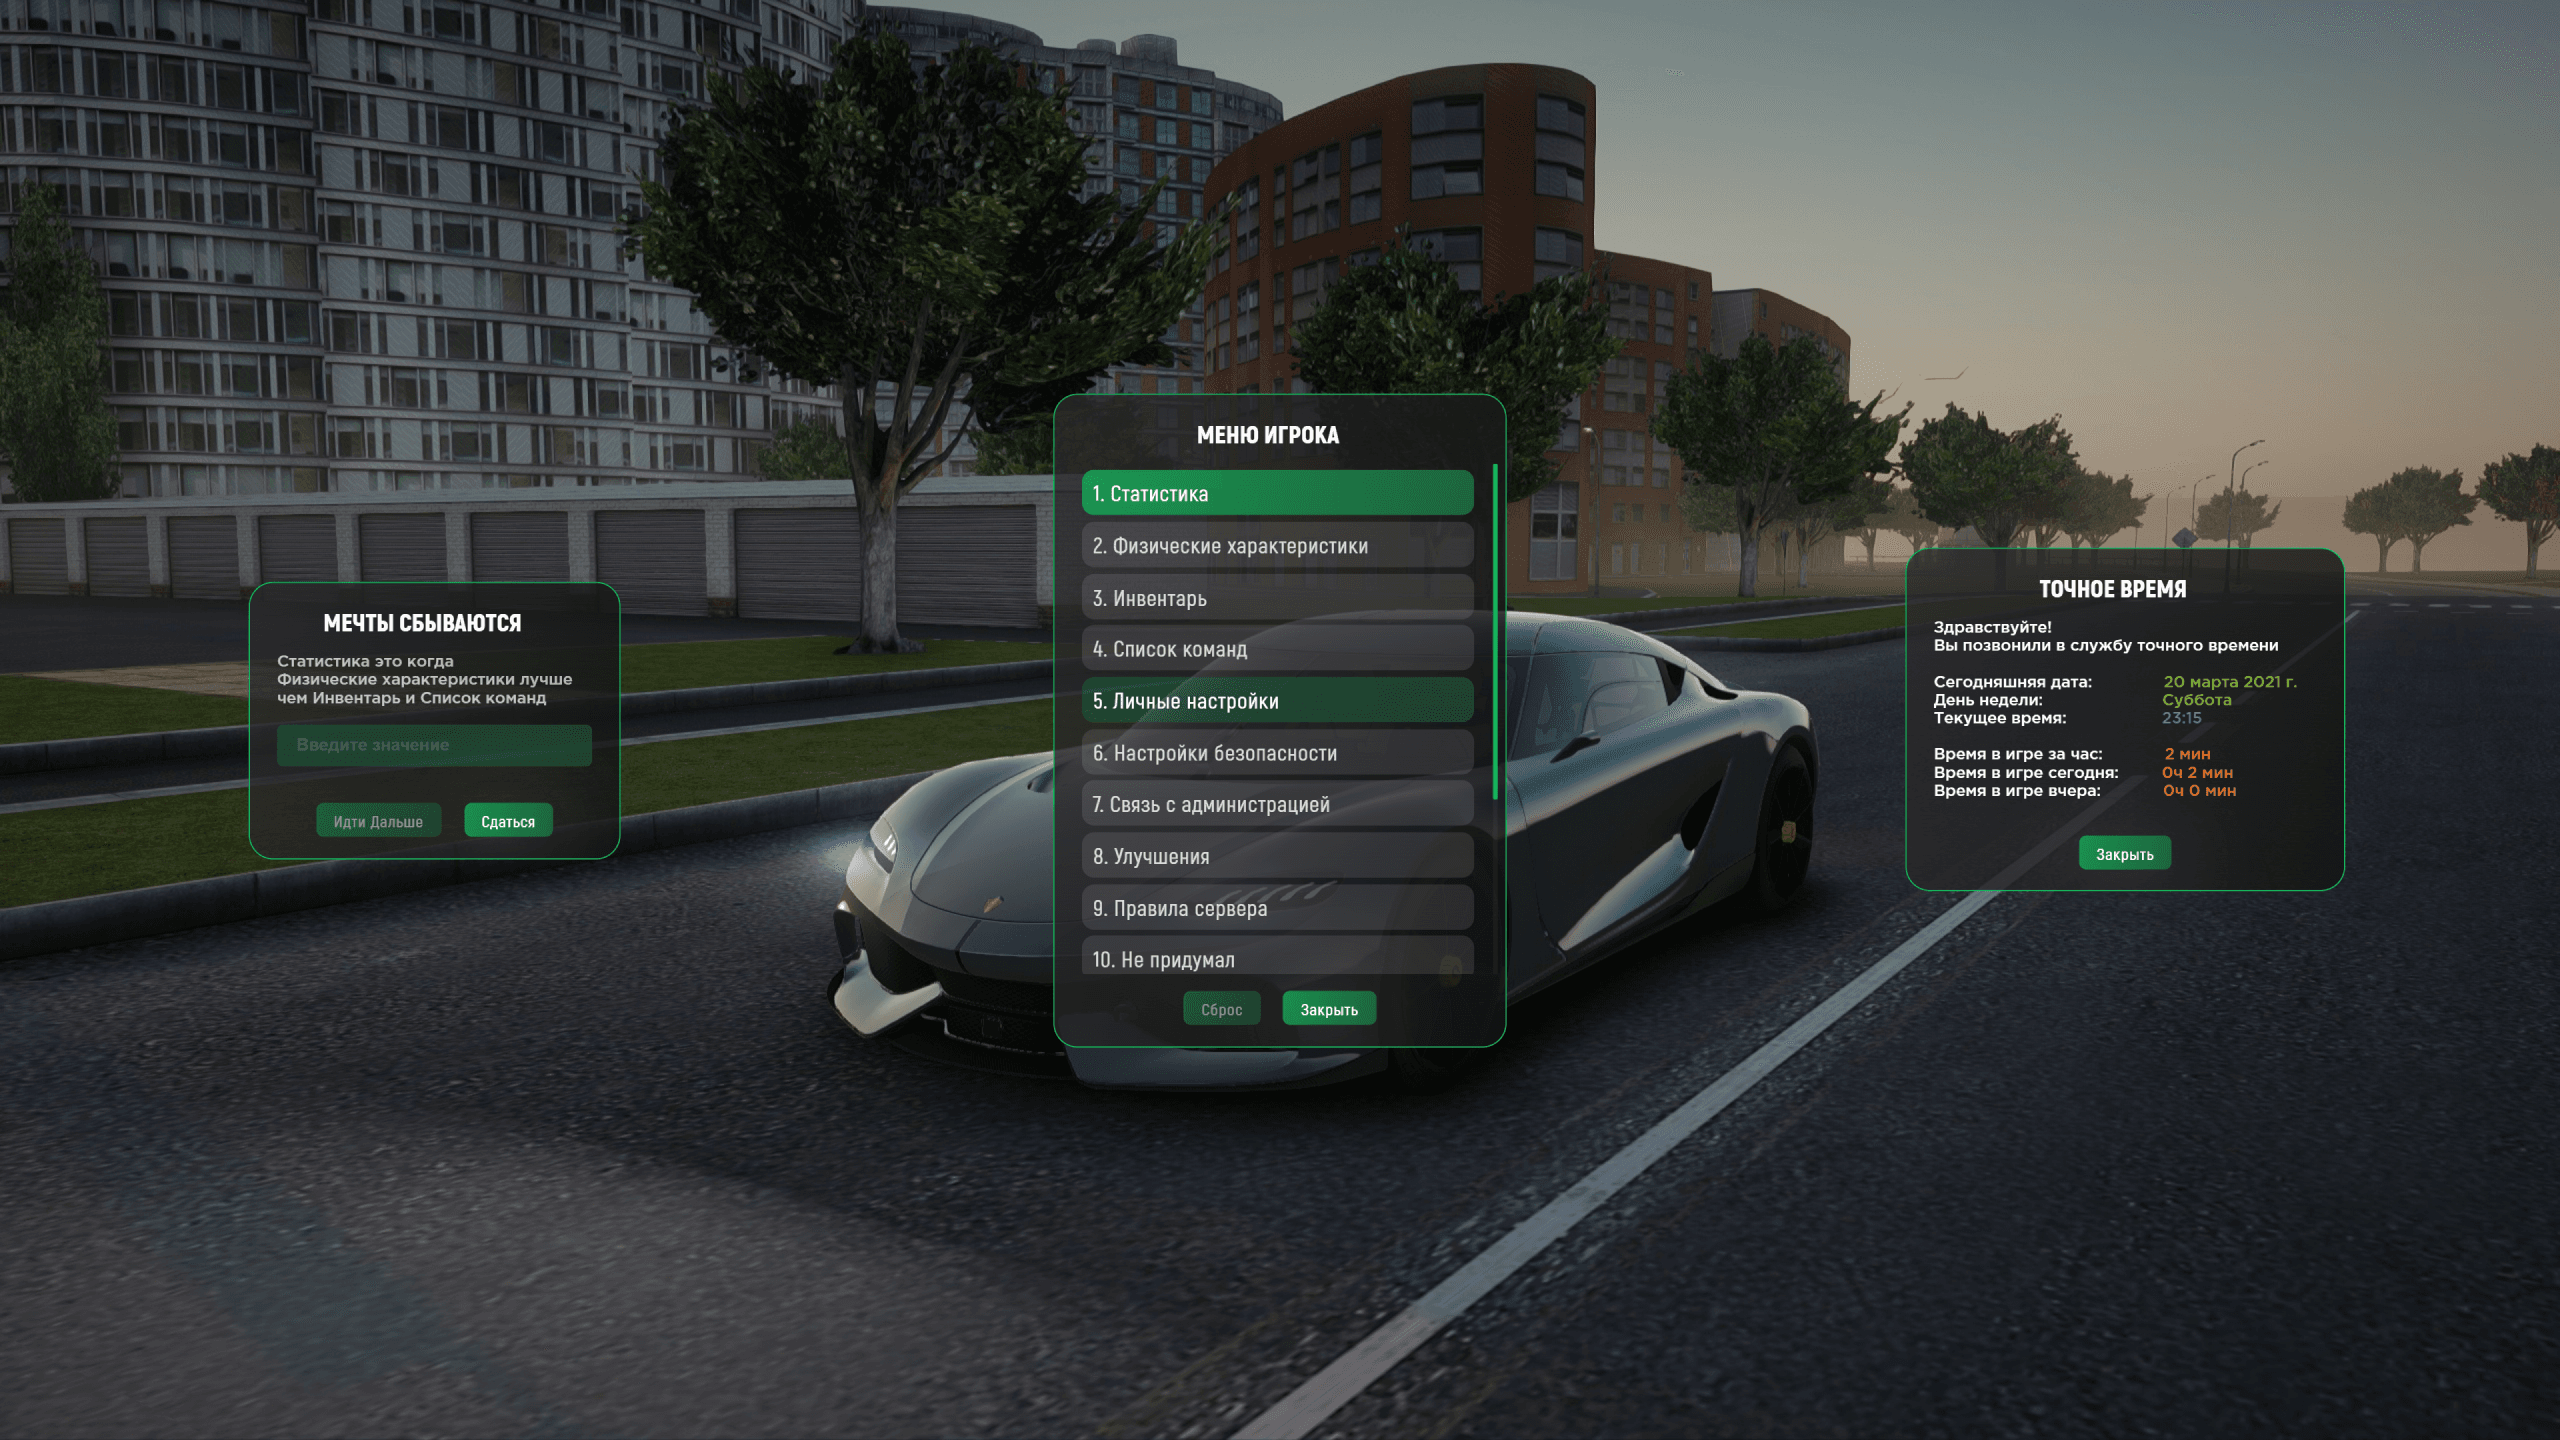 МЕЧТЫ СБЫВАЮТСЯ
Статистика это когда
Физические характеристики лучше
чем Инвентарь и Список команд
Введите значение
Идти Дальше
Сдаться
МЕНЮ ИГРОКА
1. Статистика
2. Физические характеристики
3. Инвентарь
4. Список команд
5. Личные настройки
6. Настройки безопасности
7. Связь с администрацией
8. Улучшения
9. Правила сервера
10. Не придумал
Сброс
Закрыть
ТОЧНОЕ ВРЕМЯ
Здравствуйте!
Вы позвонили в службу точного времени
Сегодняшняя дата: 20 марта 2021 г.
День недели: Суббота
Текущее время: 23:15
Время в игре за час: 2 мин
Время в игре сегодня: 0ч 2 мин
Время в игре вчера: 0ч 0 мин
Закрыть